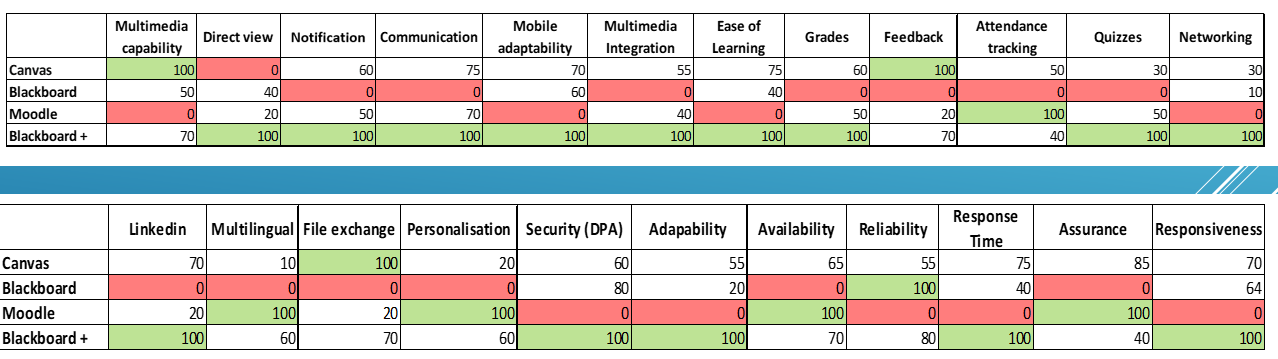 Multimedia capability Direct view Notification Communication Mobile adaptability Multimedia Integration Ease of Learning Grades Feedback Attendance tracking Quizzes Networking
Canvas 100 0 60 75 70 55 75 60 100 50 30 30
Blackboard 50 40 0 0 60 0 40 0 0 0 0 10
Moodle 0 20 50 70 0 40 0 50 20 100 50 0
Blackboard + 70 100 100 100 100 100 100 100 70 40 100 100
Linkedin Multilingual File exchange Personalisation Security (DPA) Adapability Availability Reliability Response Time Assurance Responsiveness
Canvas 70 10 100 20 60 55 65 55 75 85 70
Blackboard 0 0 0 0 80 20 0 100 40 0 64
Moodle 20 100 20 100 0 0 100 0 0 100 0
Blackboard + 100 60 70 60 100 100 70 80 100 40 100